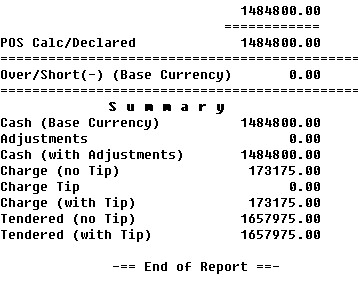 1484800.00
============
POS Calc/Declared 1484800.00
=============================================
Over/Short(-) (Base Currency) 0.00
=============================================
S u m m a r y
Cash (Base Currency) 1484800.00
Adjustments 0.00
Cash (with Adjustments) 1484800.00
Charge (no Tip) 173175.00
Charge Tip 0.00
Charge (with Tip) 173175.00
Tendered (no Tip) 1657975.00
Tendered (with Tip) 1657975.00
-== End of Report ==-